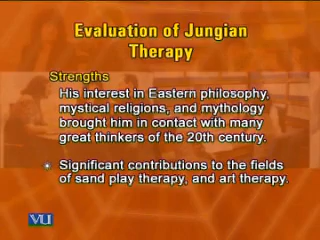 Evaluation of Jungian
Therapy
Strengths
His interest in Eastern philosophy,
mystical religions, and mythology
brought him in contact with many
great thinkers of the 20th century.
Significant contributions to the fields
of sand play therapy, and art therapy.
VU